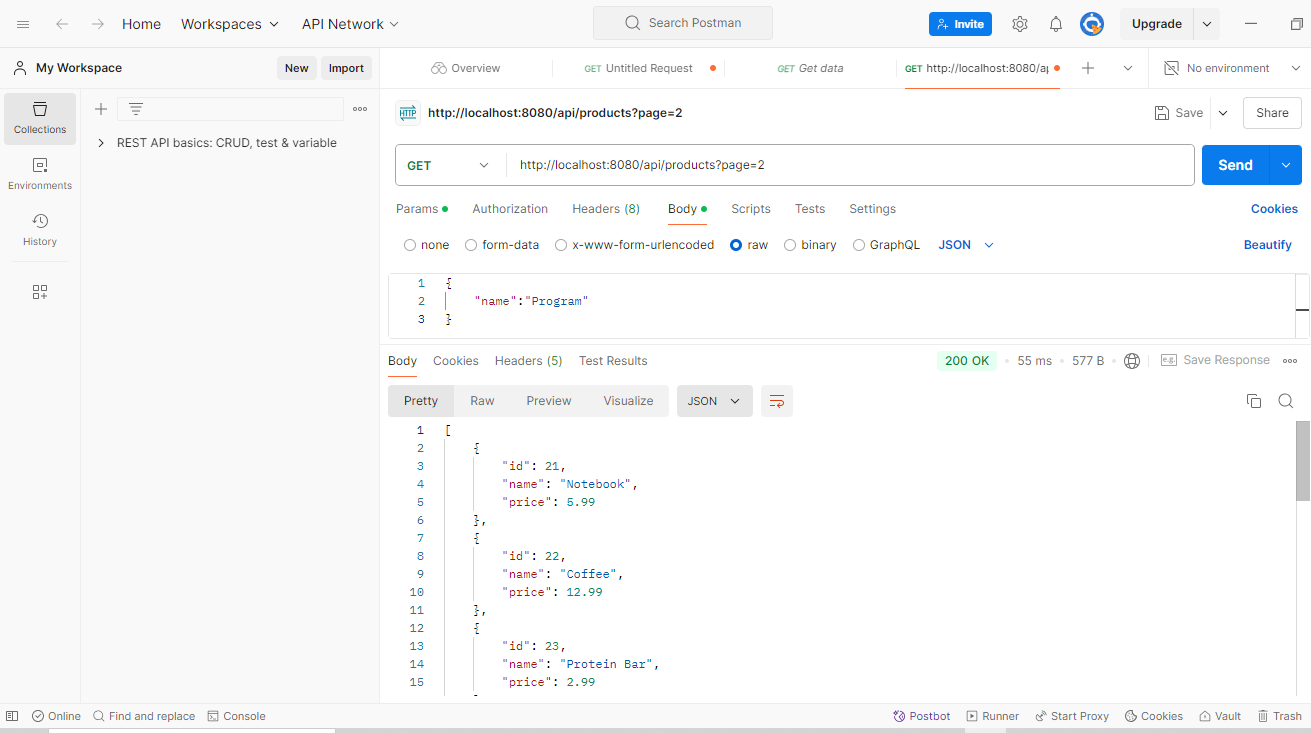 Home Workspaces API Network Search Postman Invite Upgrade
My Workspace New Import Overview GET Untitled Request GET Get data GET http://localhost:8080/ No environment
Collections
Environments
History
REST API basics: CRUD, test & variable
HTTP http://localhost:8080/api/products?page=2 Save Share
GET http://localhost:8080/api/products?page=2 Send
Params Authorization Headers (8) Body Scripts Tests Settings Cookies
none form-data x-www-form-urlencoded raw binary GraphQL JSON Beautify
1 {
2 "name":"Program"
3 }
Body Cookies Headers (5) Test Results 200 OK 55 ms 577 B e.g. Save Response
Pretty Raw Preview Visualize JSON
1 [
2 {
3 "id": 21,
4 "name": "Notebook",
5 "price": 5.99
6 },
7 {
8 "id": 22,
9 "name": "Coffee",
10 "price": 12.99
11 },
12 {
13 "id": 23,
14 "name": "Protein Bar",
15 "price": 2.99
Online Find and replace Console Postbot Runner Start Proxy Cookies Vault Trash